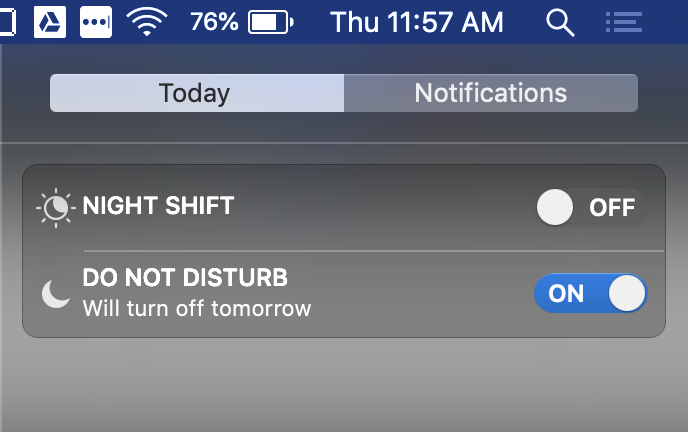 76% Thu 11:57 AM
Today Notifications
NIGHT SHIFT OFF
DO NOT DISTURB ON
Will turn off tomorrow